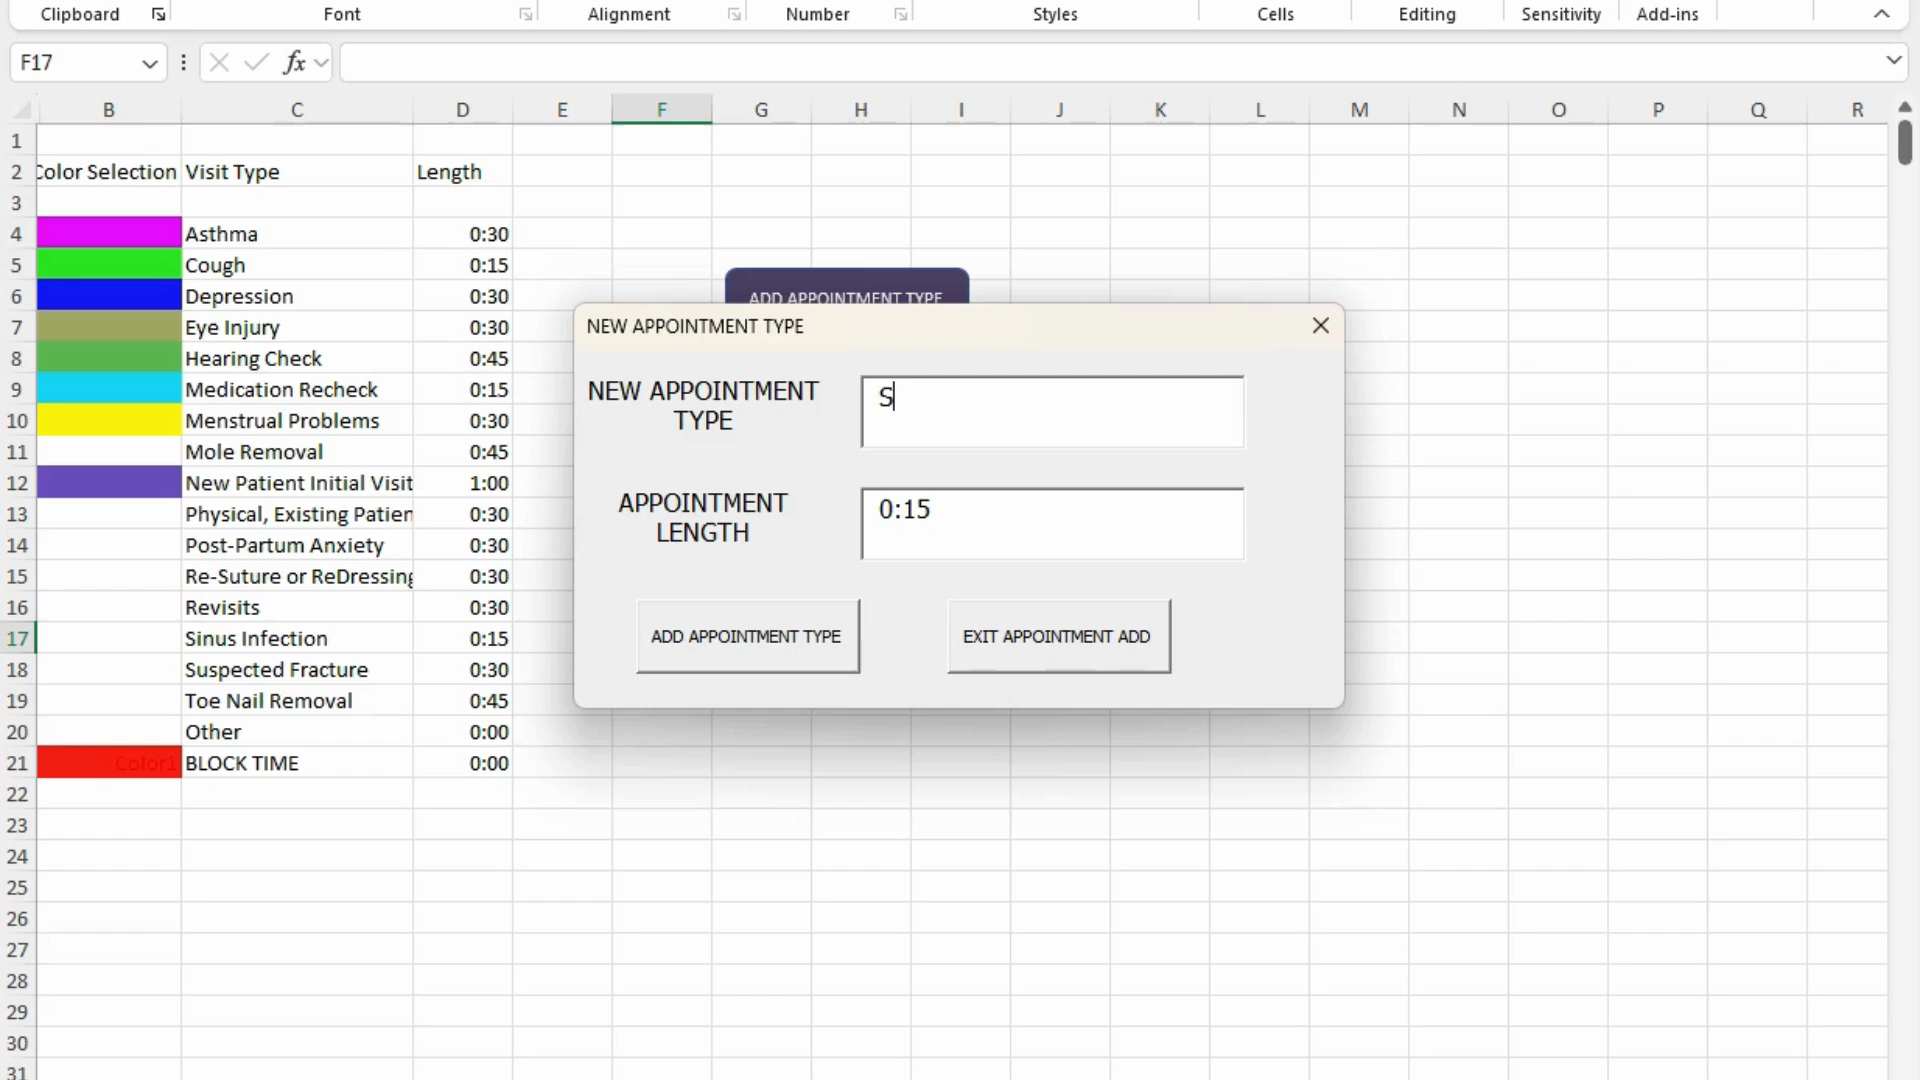 Clipboard Font Alignment Number Styles Cells Editing Sensitivity Add-ins
F17 fx
B C D E F G H I J K L M N O P Q R
1
2 Color Selection Visit Type Length
3
4 Asthma 0:30
5 Cough 0:15
6 Depression 0:30
7 Eye Injury 0:30
8 Hearing Check 0:45
9 Medication Recheck 0:15
10 Menstrual Problems 0:30
11 Mole Removal 0:45
12 New Patient Initial Visit 1:00
13 Physical, Existing Patien 0:30
14 Post-Partum Anxiety 0:30
15 Re-Suture or ReDressing 0:30
16 Revisits 0:30
17 Sinus Infection 0:15
18 Suspected Fracture 0:30
19 Toe Nail Removal 0:45
20 Other 0:00
21 Color1 BLOCK TIME 0:00
22
23
24
25
26
27
28
29
30
31
ADD APPOINTMENT TYPE
NEW APPOINTMENT TYPE
NEW APPOINTMENT
TYPE
S
APPOINTMENT
LENGTH
0:15
ADD APPOINTMENT TYPE EXIT APPOINTMENT ADD